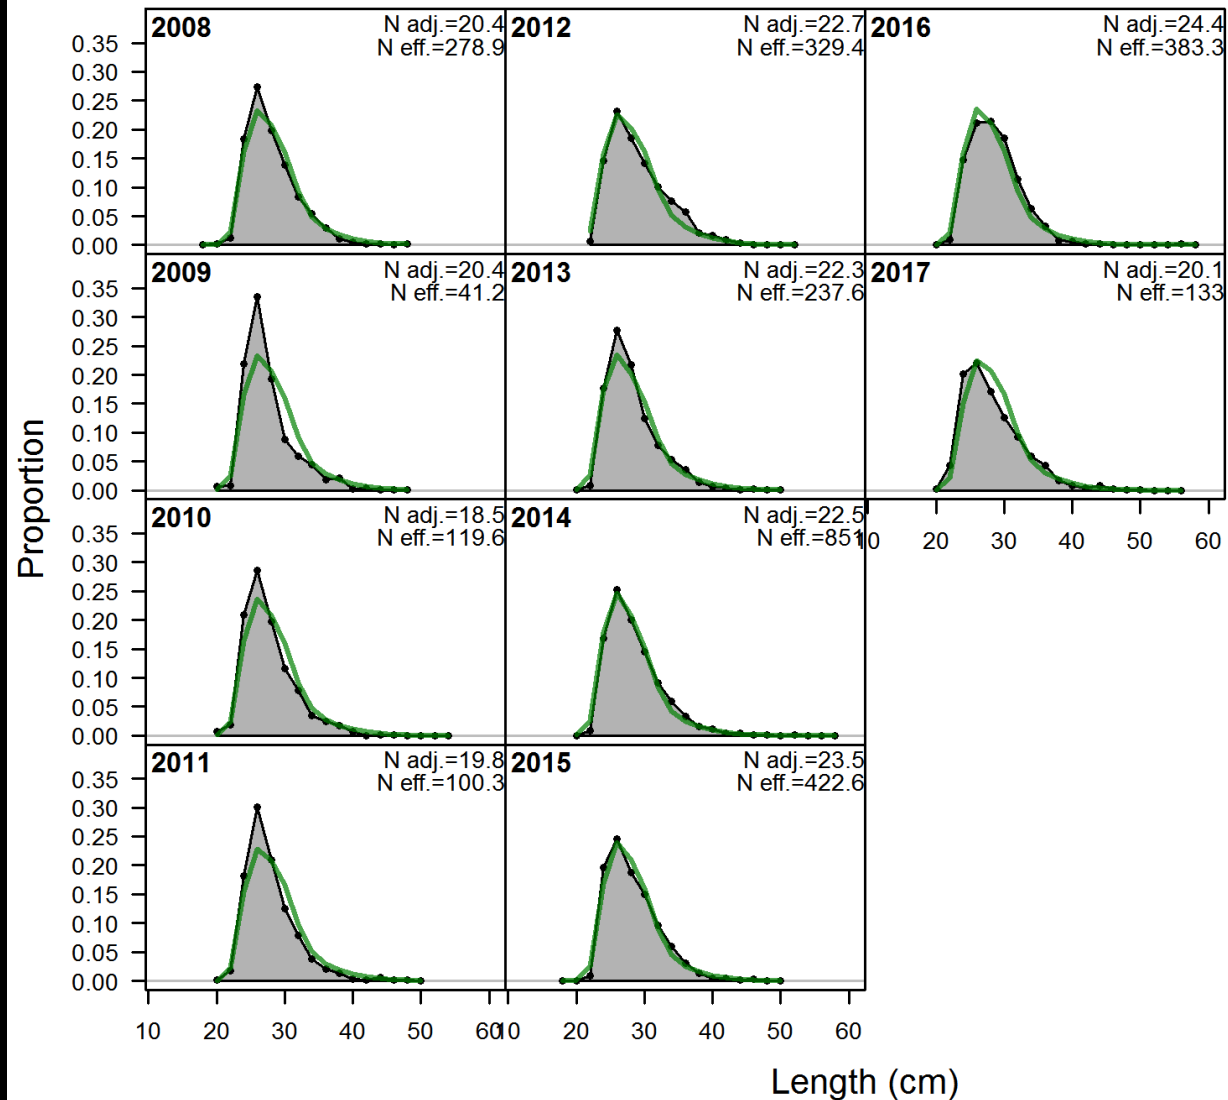 2008
N adj.=20.4
N eff.=278.9
2012
N adj.=22.7
N eff.=329.4
2016
N adj.=24.4
N eff.=383.3
0.35
0.30
0.25
0.20
0.15
0.10
0.05
0.00
2009
N adj.=20.4
N eff.=41.2
2013
N adj.=22.3
N eff.=237.6
2017
N adj.=20.1
N eff.=133
0.35
0.30
0.25
0.20
0.15
0.10
0.05
0.00
2010
N adj.=18.5
N eff.=119.6
2014
N adj.=22.5
N eff.=851
10 20 30 40 50 60
0.35
0.30
0.25
0.20
0.15
0.10
0.05
0.00
2011
N adj.=19.8
N eff.=100.3
2015
N adj.=23.5
N eff.=422.6
0.35
0.30
0.25
0.20
0.15
0.10
0.05
0.00
10 20 30 40 50 60
10 20 30 40 50 60
Proportion
Length (cm)